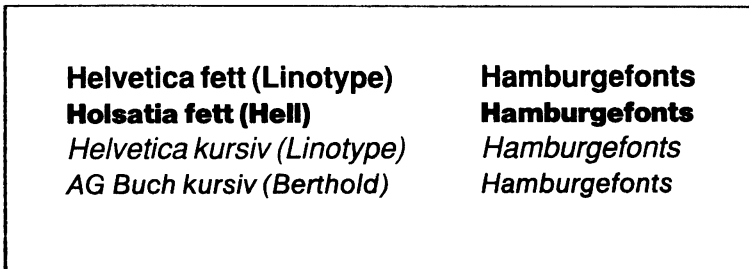 Helvetica fett (Linotype) Hamburgefonts
Holsatia fett (Hell) Hamburgefonts
Helvetica kursiv (Linotype) Hamburgefonts
AG Buch kursiv (Berthold) Hamburgefonts